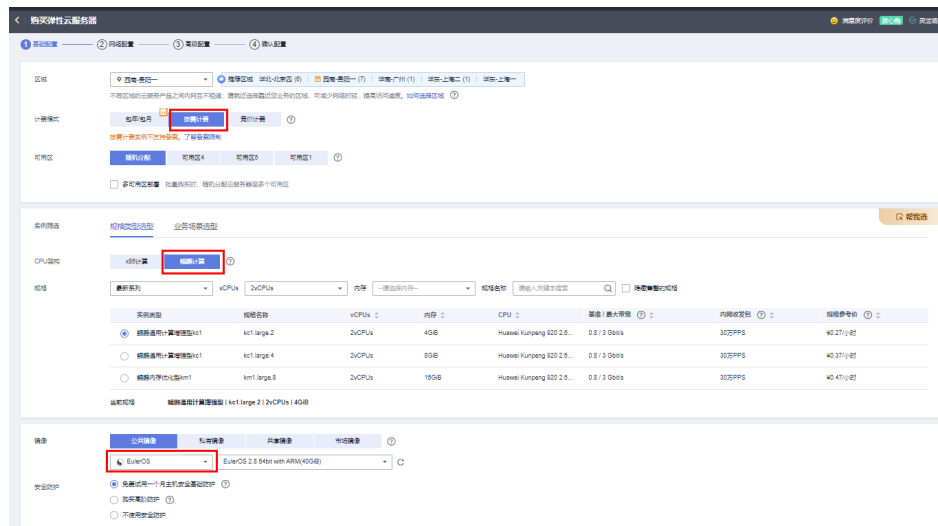 购买弹性云服务器
满意度评价 放心购
1 基础配置 2 网络配置 3 高级配置 4 确认配置
区域 西南-贵阳一 推荐区域 华北-北京四 (6) 西南-贵阳一 (7) 华南-广州 (1) 华东-上海二 (1) 华东-上海一
不同区域的云服务产品之间内网互不相通;请就近选择靠近您业务的区域,可减少网络时延,提高访问速度。如何选择区域
计费模式 包年/包月 按需计费 竞价计费
按需计费实例不支持备案。了解备案限制
可用区 随机分配 可用区4 可用区5 可用区1
多可用区部署 批量购买时,随机分配云服务器至多个可用区
帮我选
实例筛选 规格类型选型 业务场景选型
CPU架构 x86计算 鲲鹏计算
规格 最新系列 vCPUs 2vCPUs 内存 --请选择内存-- 规格名称 请输入关键字搜索 隐藏售罄的规格
实例类型 规格名称 vCPUs 内存 CPU 基准 / 最大带宽 内网收发包 规格参考价
鲲鹏通用计算增强型kc1 kc1.large.2 2vCPUs 4GiB Huawei Kunpeng 920 2.6... 0.8 / 3 Gbit/s 30万PPS ¥0.27/小时
鲲鹏通用计算增强型kc1 kc1.large.4 2vCPUs 8GiB Huawei Kunpeng 920 2.6... 0.8 / 3 Gbit/s 30万PPS ¥0.37/小时
鲲鹏内存优化型km1 km1.large.8 2vCPUs 16GiB Huawei Kunpeng 920 2.6... 0.8 / 3 Gbit/s 30万PPS ¥0.47/小时
当前规格 鲲鹏通用计算增强型 | kc1.large.2 | 2vCPUs | 4GiB
镜像 公共镜像 私有镜像 共享镜像 市场镜像
EulerOS EulerOS 2.8 64bit with ARM(40GiB)
安全防护 免费试用一个月主机安全基础防护
购买高阶防护
不使用安全防护